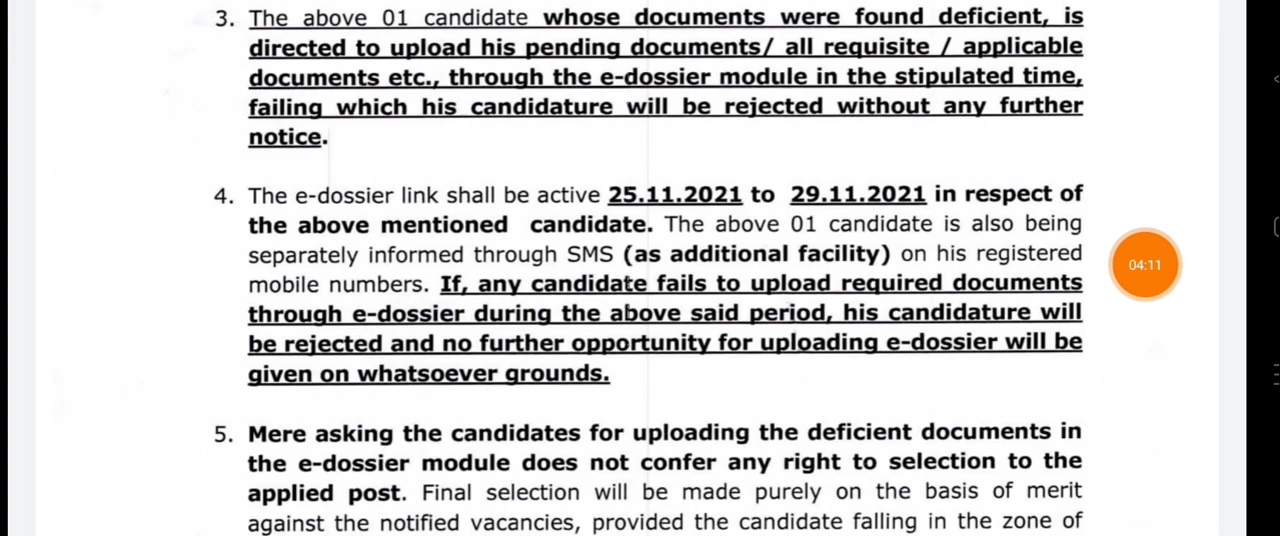 3. The above 01 candidate whose documents were found deficient, is
directed to upload his pending documents/ all requisite / applicable
documents etc., through the e-dossier module in the stipulated time,
failing which his candidature will be rejected without any further
notice.
4. The e-dossier link shall be active 25.11.2021 to 29.11.2021 in respect of
the above mentioned candidate. The above 01 candidate is also being
separately informed through SMS (as additional facility) on his registered
04:11
mobile numbers. If, any candidate fails to upload required documents
through e-dossier during the above said period, his candidature will
be rejected and no further opportunity for uploading e-dossier will be
given on whatsoever grounds.
5. Mere asking the candidates for uploading the deficient documents in
the e-dossier module does not confer any right to selection to the
applied post. Final selection will be made purely on the basis of merit
against the notified vacancies, provided the candidate falling in the zone of